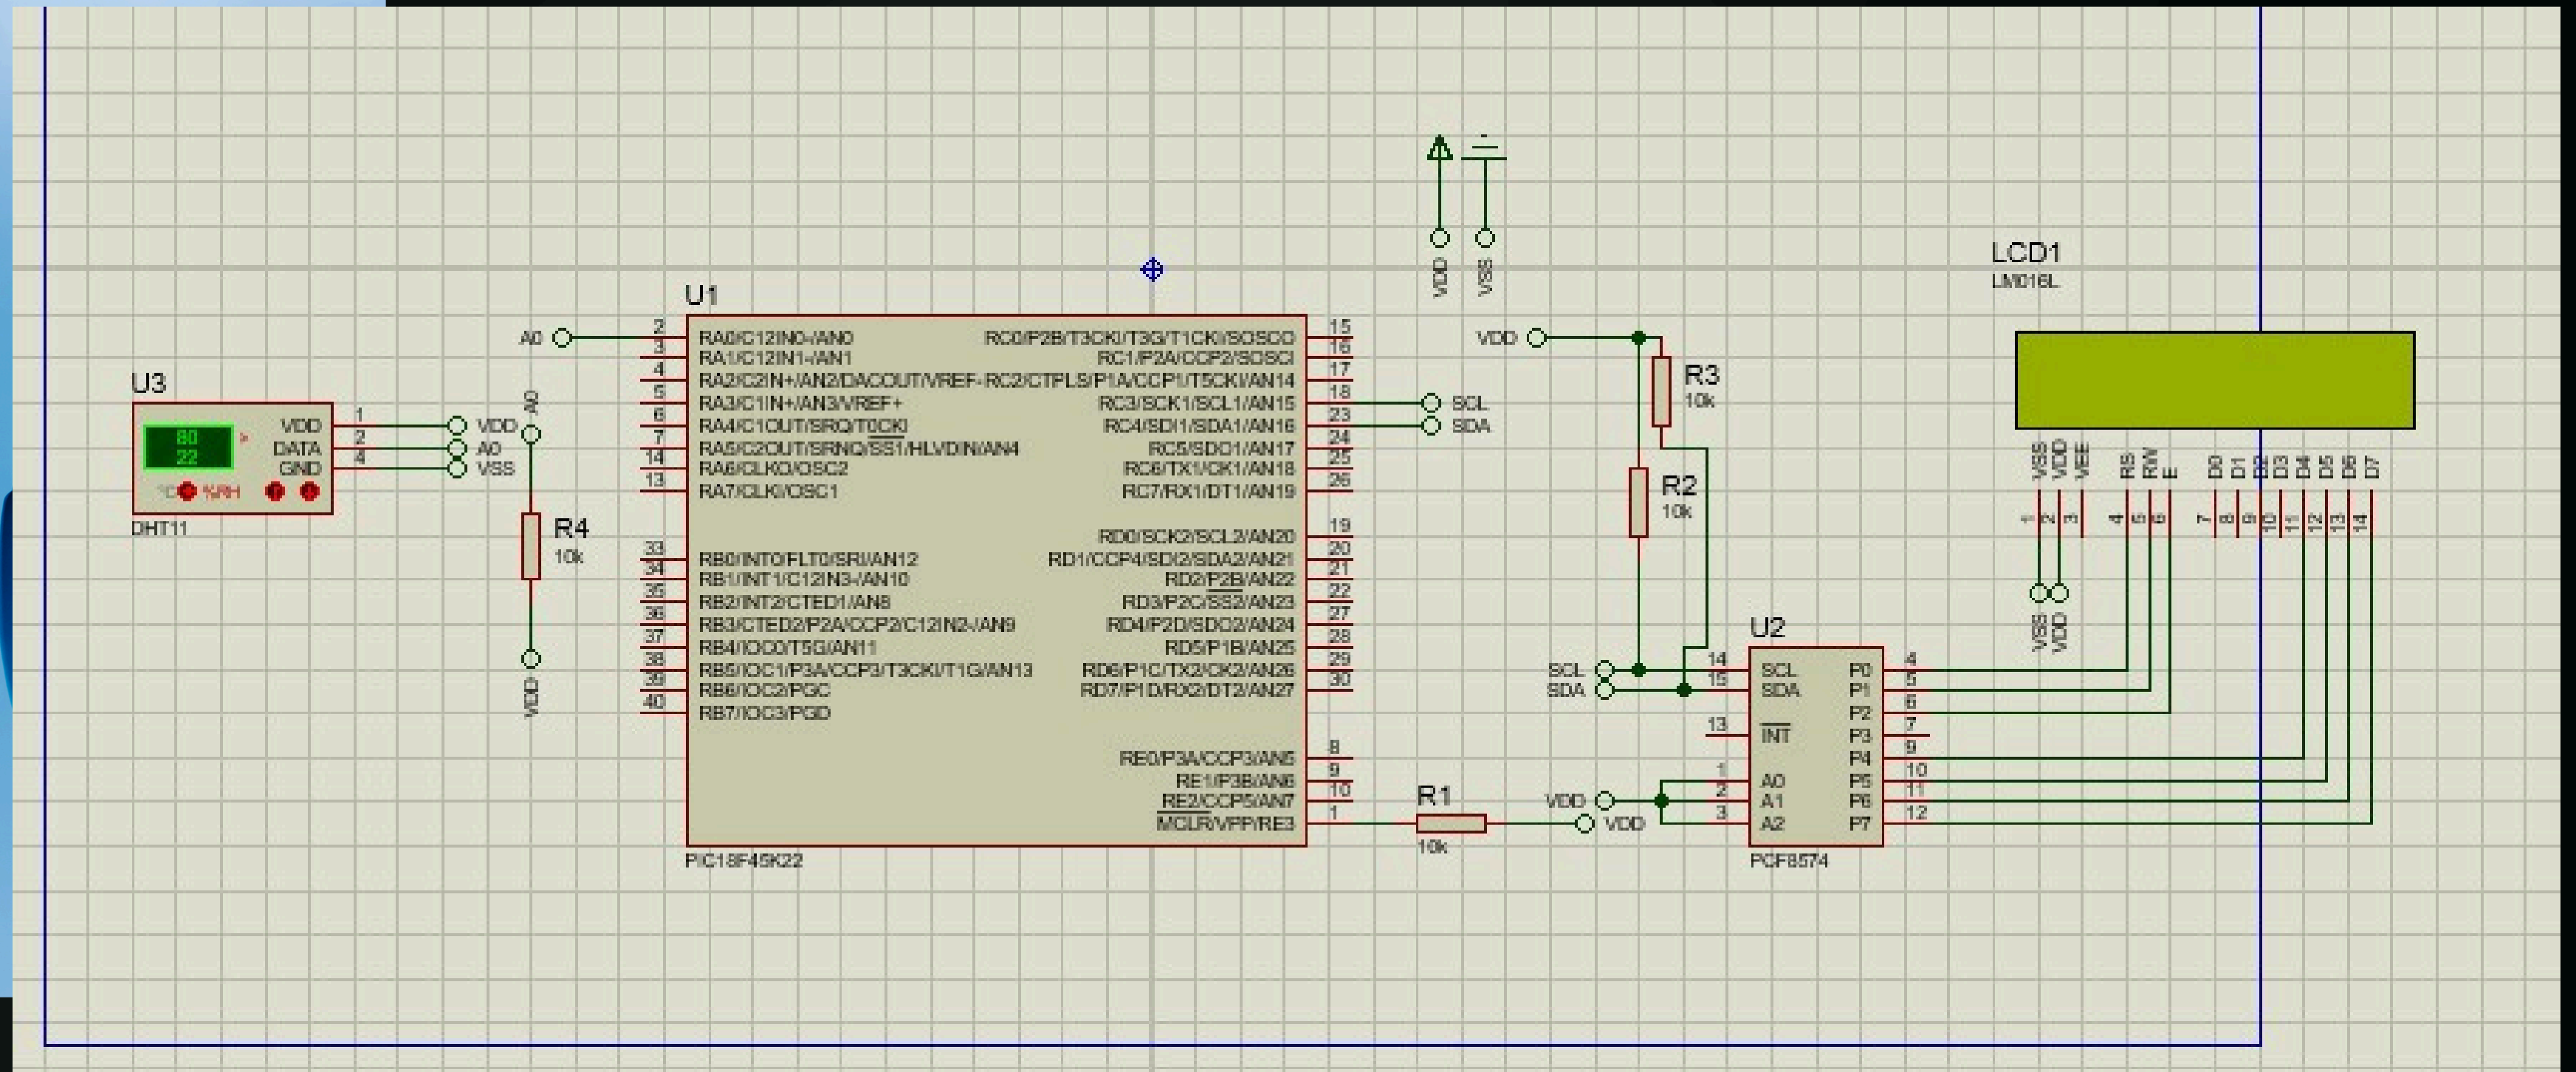 U3
80
22
°C %RH
VDD 1 VDD
DATA 2 A0
GND 4 VSS
DHT11
A0
R4
10k
VDD
A0
U1
2 RA0/C12IN0-/AN0
3 RA1/C12IN1-/AN1
4 RA2/C2IN+/AN2/DACOUT/VREF-
5 RA3/C1IN+/AN3/VREF+
6 RA4/C1OUT/SRQ/T0CKI
7 RA5/C2OUT/SRNQ/SS1/HLVDIN/AN4
14 RA6/CLKO/OSC2
13 RA7/CLKI/OSC1
33 RB0/INT0/FLT0/SRI/AN12
34 RB1/INT1/C12IN3-/AN10
35 RB2/INT2/CTED1/AN8
36 RB3/CTED2/P2A/CCP2/C12IN2-/AN9
37 RB4/IOC0/T5G/AN11
38 RB5/IOC1/P3A/CCP3/T3CKI/T1G/AN13
39 RB6/IOC2/PGC
40 RB7/IOC3/PGD
RC0/P2B/T3CKI/T3G/T1CKI/SOSCO 15
RC1/P2A/CCP2/SOSCI 16
RC2/CTPLS/P1A/CCP1/T5CKI/AN14 17
RC3/SCK1/SCL1/AN15 18 SCL
RC4/SDI1/SDA1/AN16 23 SDA
RC5/SDO1/AN17 24
RC6/TX1/CK1/AN18 25
RC7/RX1/DT1/AN19 26
RD0/SCK2/SCL2/AN20 19
RD1/CCP4/SDI2/SDA2/AN21 20
RD2/P2B/AN22 21
RD3/P2C/SS2/AN23 22
RD4/P2D/SDO2/AN24 27
RD5/P1B/AN25 28
RD6/P1C/TX2/CK2/AN26 29
RD7/P1D/RX2/DT2/AN27 30
RE0/P3A/CCP3/AN5 8
RE1/P3B/AN6 9
RE2/CCP5/AN7 10
MCLR/VPP/RE3 1
PIC18F45K22
R1
10k
VDD
VDD VSS
VDD
R3
10k
R2
10k
U2
SCL 14 SCL
SDA 15 SDA
13 INT
1 A0
VDD 2 A1
3 A2
P0 4
P1 5
P2 6
P3 7
P4 9
P5 10
P6 11
P7 12
PCF8574
LCD1
LM016L
VSS VDD VEE RS RW E D0 D1 D2 D3 D4 D5 D6 D7
1 2 3 4 5 6 7 8 9 10 11 12 13 14
VSS VDD